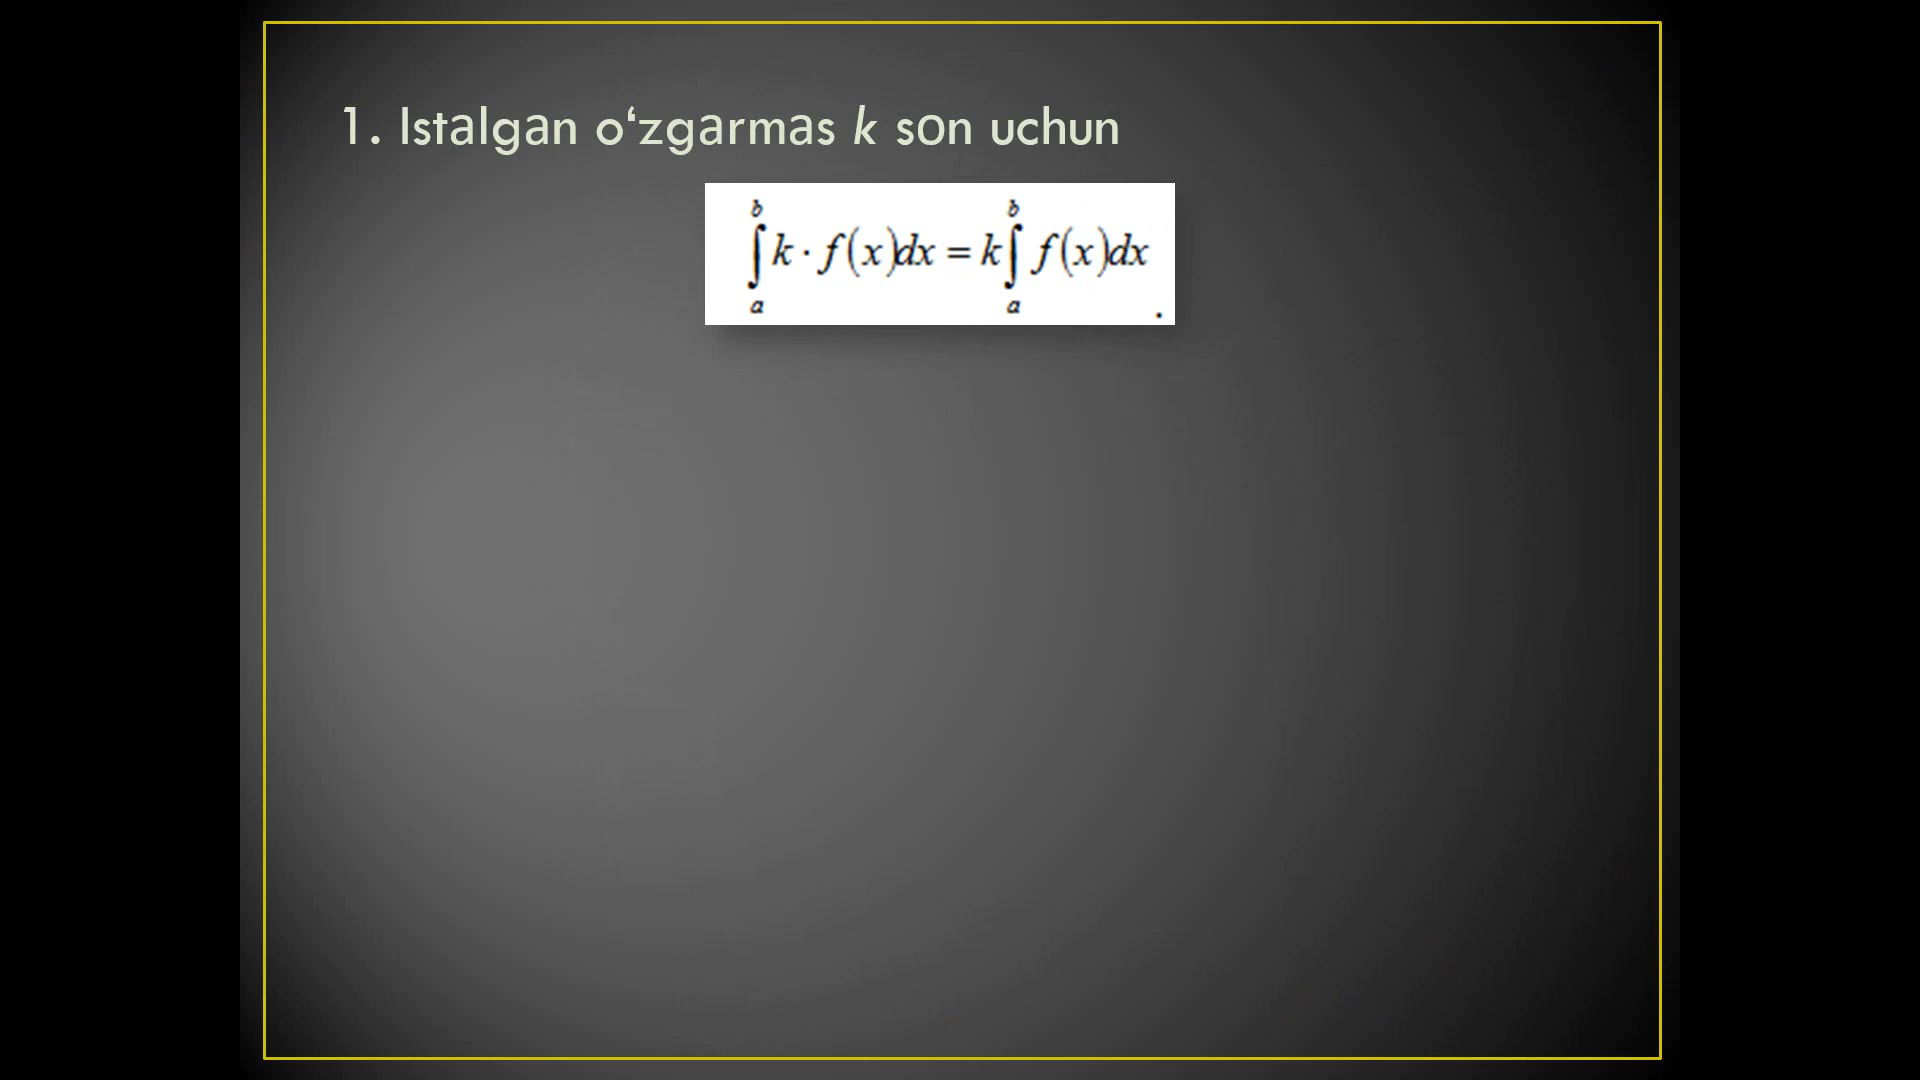 1. Istalgan o‘zgarmas k son uchun
∫ₐᵇ k · f(x)dx = k∫ₐᵇ f(x)dx .